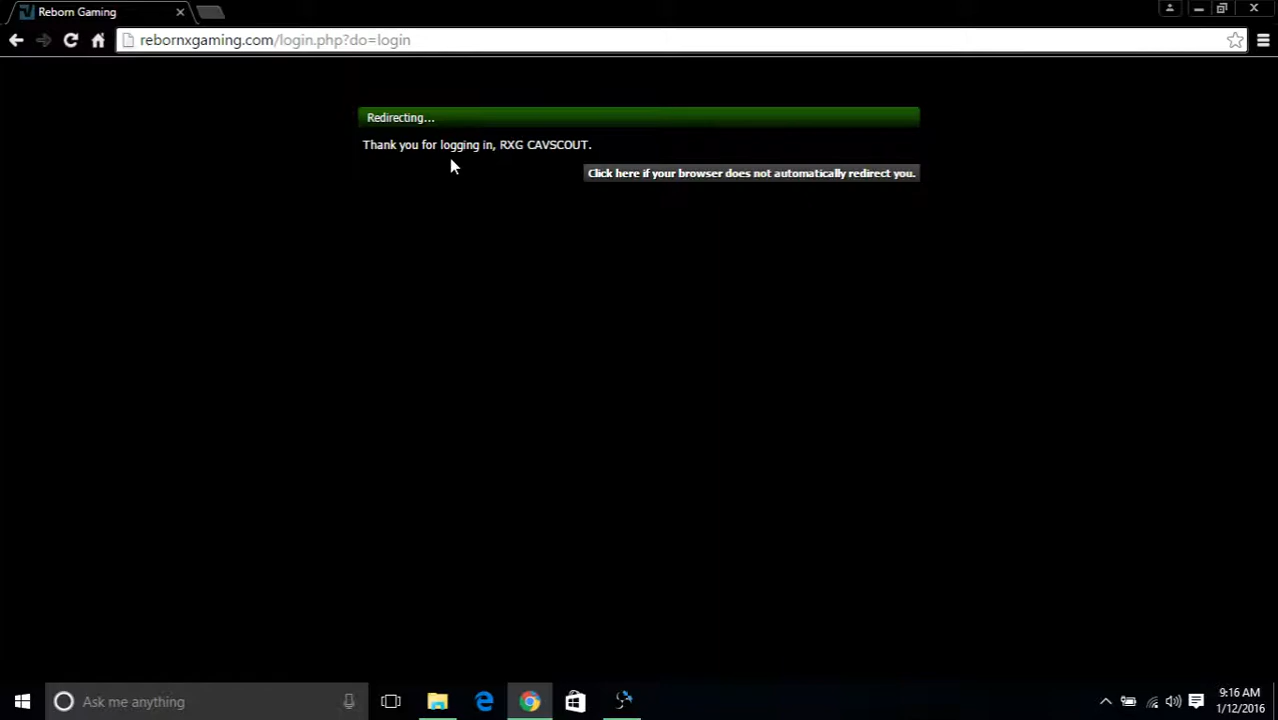 Reborn Gaming
rebornxgaming.com/login.php?do=login
Redirecting...
Thank you for logging in, RXG CAVSCOUT.
Click here if your browser does not automatically redirect you.
Ask me anything
9:16 AM
1/12/2016